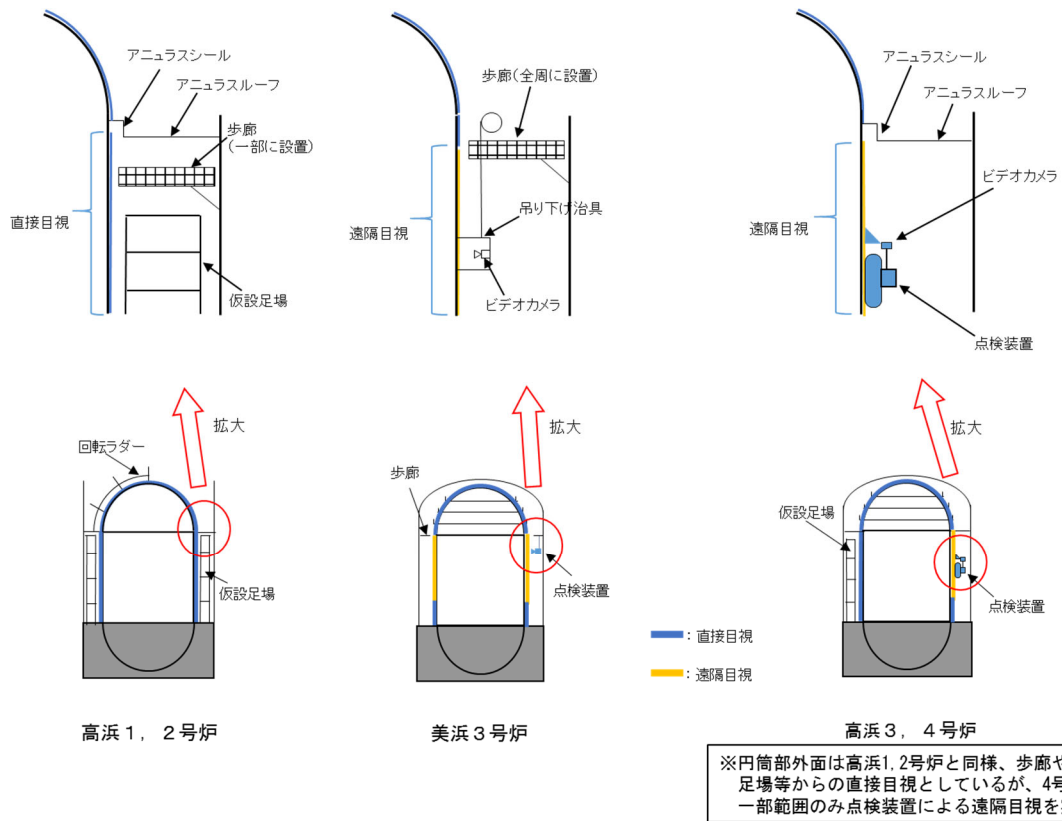 アニュラスシール
アニュラスルーフ
歩廊
(一部に設置)
直接目視
仮設足場
歩廊(全周に設置)
遠隔目視
吊り下げ治具
ビデオカメラ
アニュラスシール
アニュラスルーフ
ビデオカメラ
遠隔目視
点検装置
拡大
回転ラダー
仮設足場
高浜1, 2号炉
拡大
歩廊
点検装置
美浜3号炉
:直接目視
:遠隔目視
拡大
仮設足場
点検装置
高浜3, 4号炉
※円筒部外面は高浜1,2号炉と同様、歩廊や
足場等からの直接目視としているが、4号
一部範囲のみ点検装置による遠隔目視を